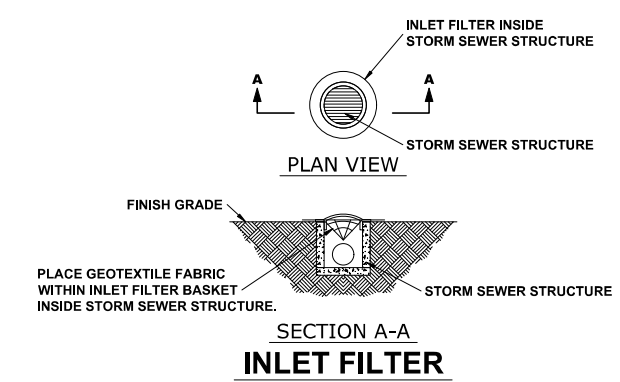 INLET FILTER INSIDE
STORM SEWER STRUCTURE
A
A
STORM SEWER STRUCTURE
PLAN VIEW
FINISH GRADE
PLACE GEOTEXTILE FABRIC
WITHIN INLET FILTER BASKET
INSIDE STORM SEWER STRUCTURE.
STORM SEWER STRUCTURE
SECTION A-A
INLET FILTER